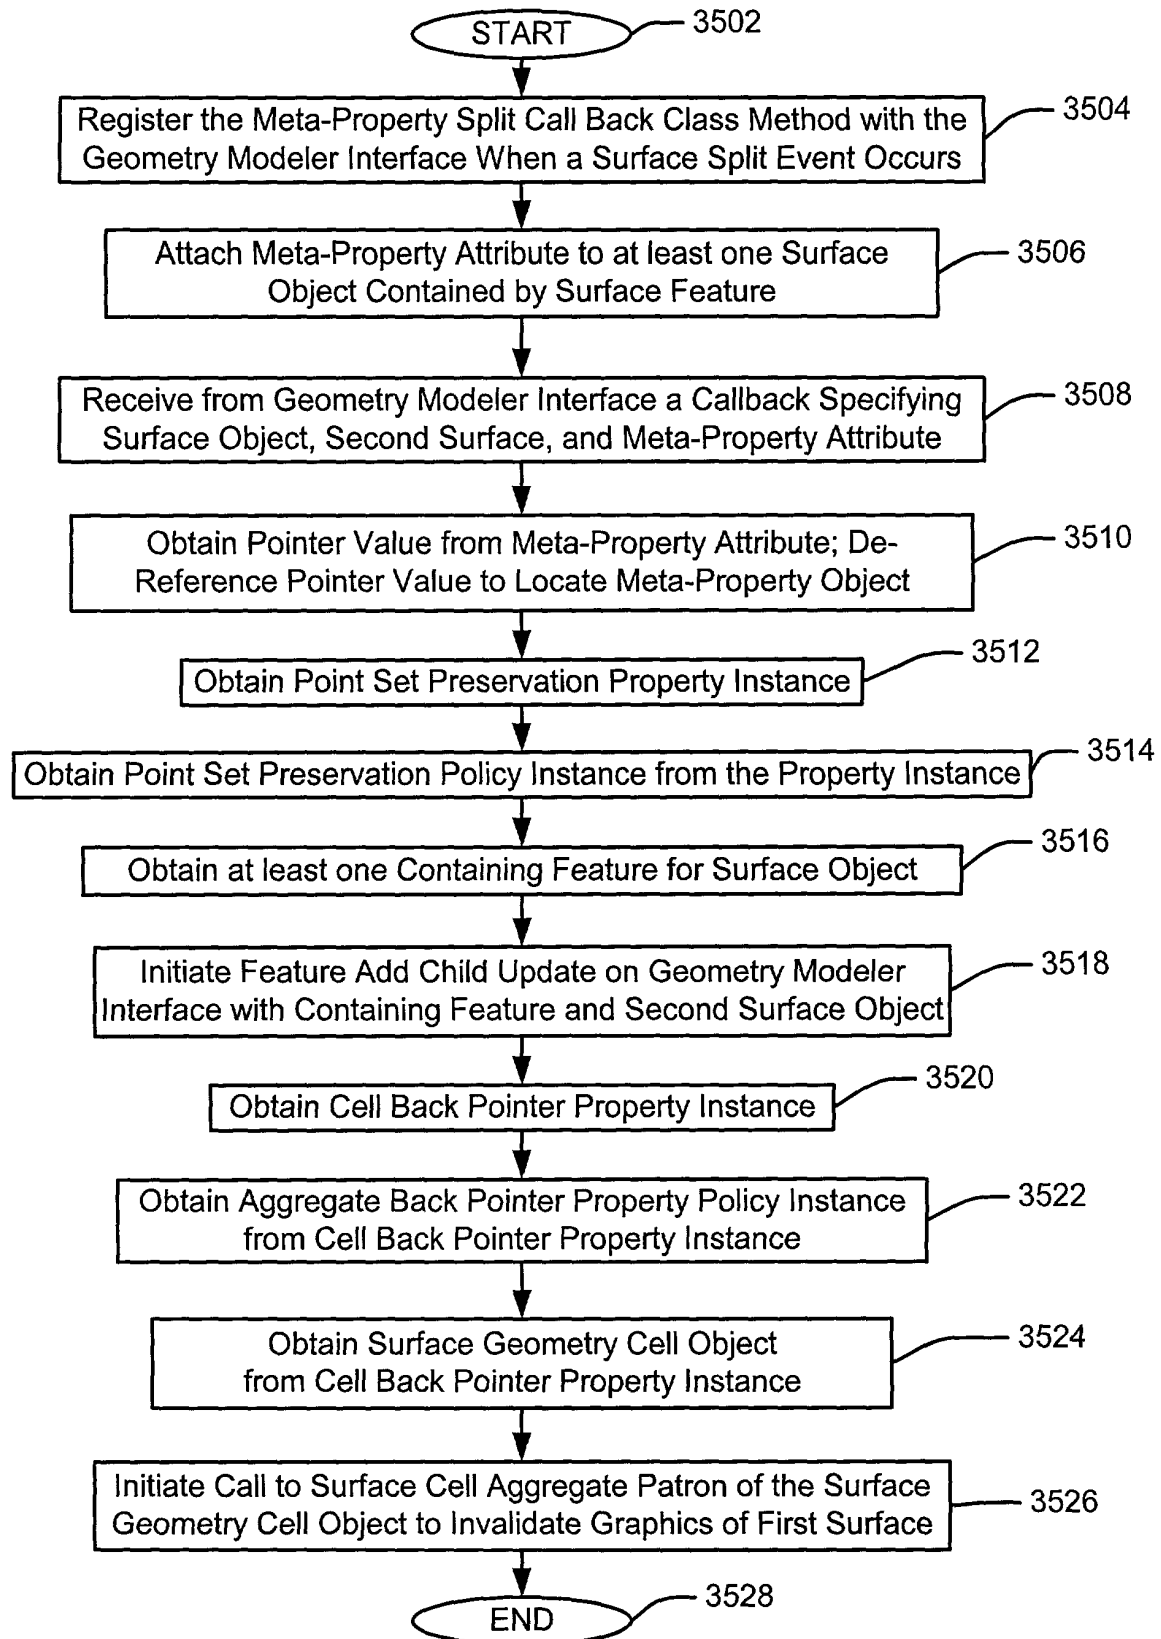 START
3502
Register the Meta-Property Split Call Back Class Method with the
Geometry Modeler Interface When a Surface Split Event Occurs
3504
Attach Meta-Property Attribute to at least one Surface
Object Contained by Surface Feature
3506
Receive from Geometry Modeler Interface a Callback Specifying
Surface Object, Second Surface, and Meta-Property Attribute
3508
Obtain Pointer Value from Meta-Property Attribute; De-
Reference Pointer Value to Locate Meta-Property Object
3510
Obtain Point Set Preservation Property Instance
3512
Obtain Point Set Preservation Policy Instance from the Property Instance
3514
Obtain at least one Containing Feature for Surface Object
3516
Initiate Feature Add Child Update on Geometry Modeler
Interface with Containing Feature and Second Surface Object
3518
Obtain Cell Back Pointer Property Instance
3520
Obtain Aggregate Back Pointer Property Policy Instance
from Cell Back Pointer Property Instance
3522
Obtain Surface Geometry Cell Object
from Cell Back Pointer Property Instance
3524
Initiate Call to Surface Cell Aggregate Patron of the Surface
Geometry Cell Object to Invalidate Graphics of First Surface
3526
END
3528